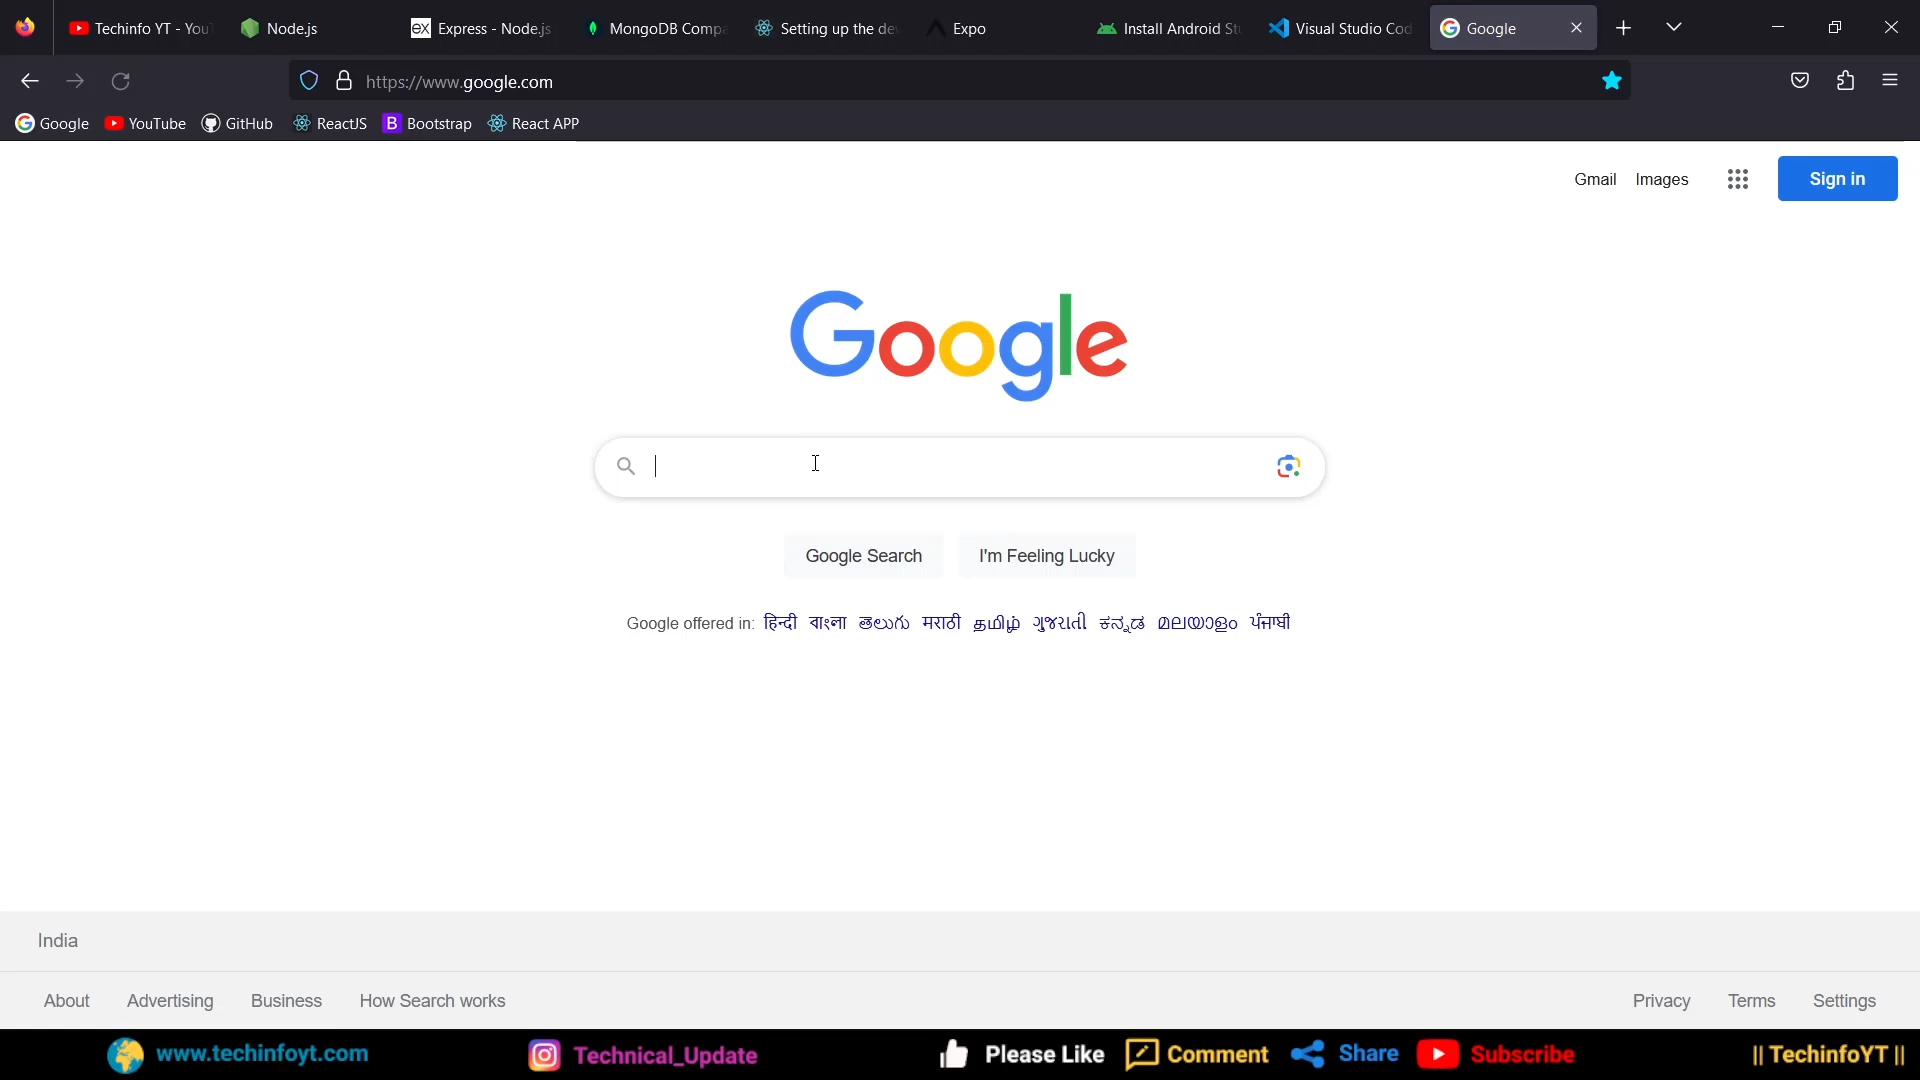 Techinfo YT - You
Node.js
Express - Node.js
MongoDB Compa
Setting up the dev
Expo
Install Android Stu
Visual Studio Cod
Google
https://www.google.com
Google YouTube GitHub ReactJS Bootstrap React APP
Gmail Images Sign in
Google
Google Search I'm Feeling Lucky
Google offered in: हिन्दी বাংলা తెలుగు मराठी தமிழ் ગુજરાતી ಕನ್ನಡ മലയാളം ਪੰਜਾਬੀ
India
About Advertising Business How Search works Privacy Terms Settings
www.techinfoyt.com Technical_Update Please Like Comment Share Subscribe || TechinfoYT ||